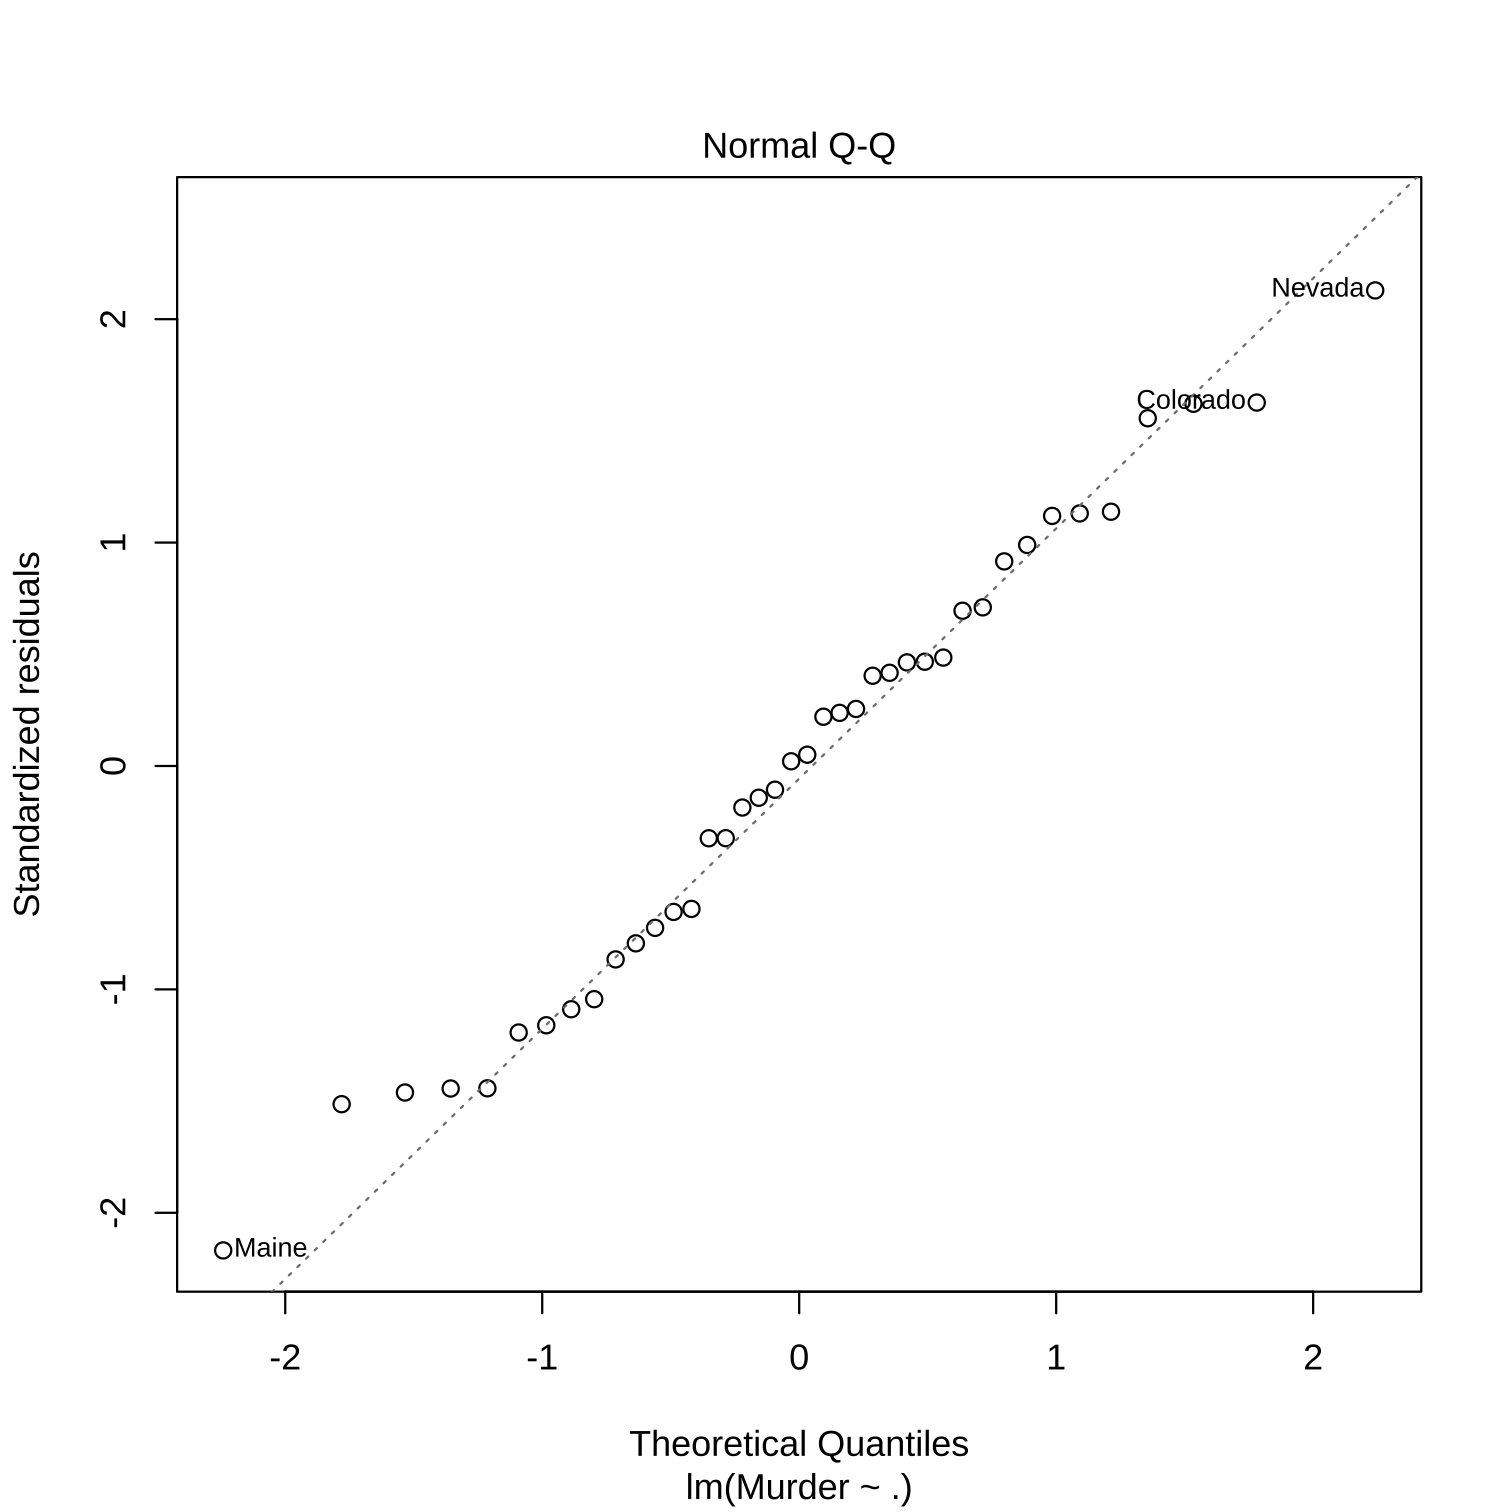 Normal Q-Q
Standardized residuals
2
1
0
-1
-2
Nevada
Colorado
Maine
-2 -1 0 1 2
Theoretical Quantiles
lm(Murder ~ .)